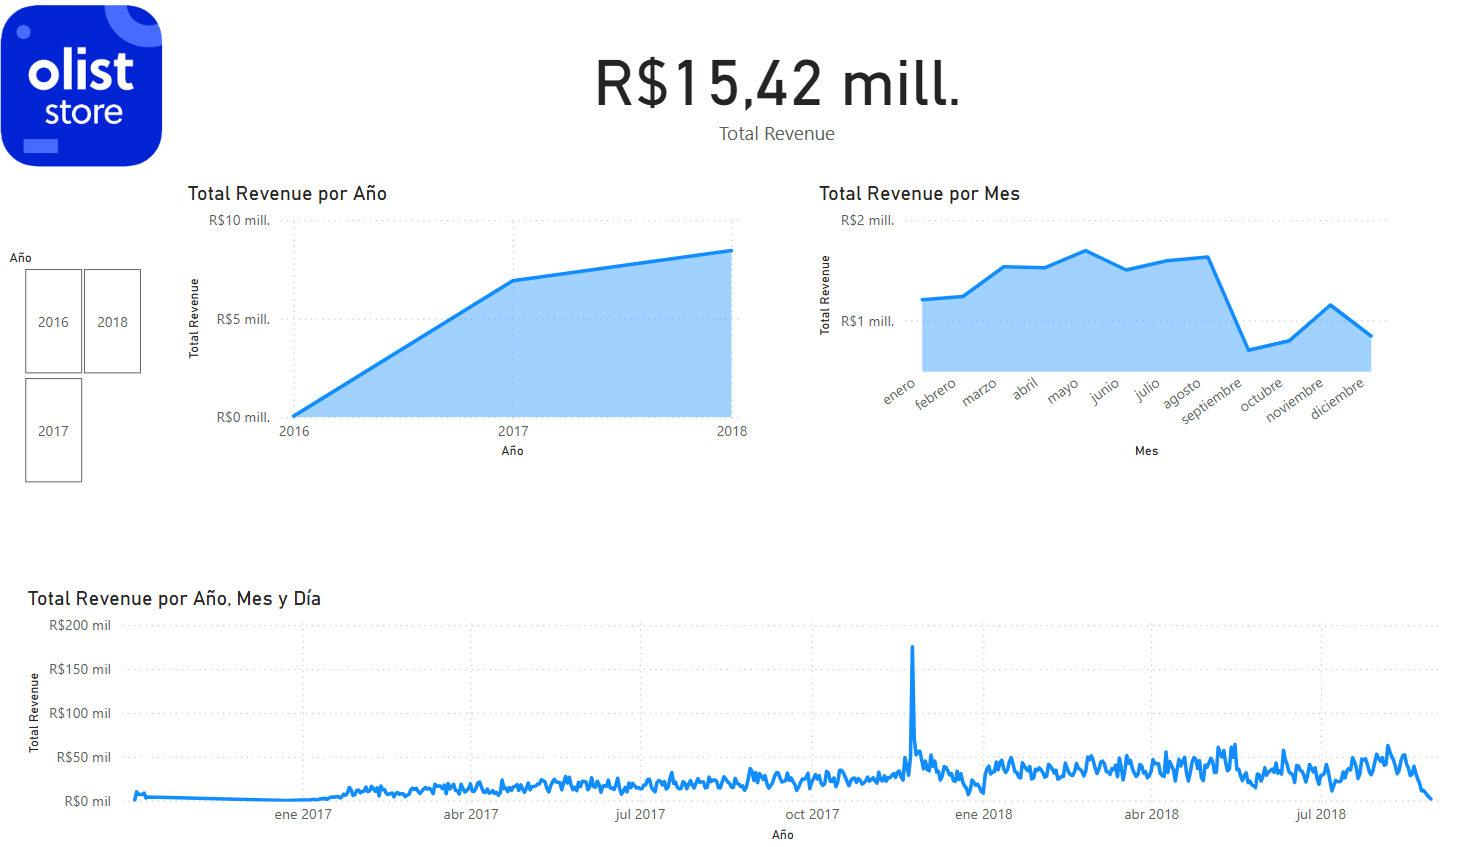 olist
store
R$15,42 mill.
Total Revenue
Año
2016
2018
2017
Total Revenue por Año
R$10 mill.
R$5 mill.
R$0 mill.
Total Revenue
2016
2017
2018
Año
Total Revenue por Mes
R$2 mill.
R$1 mill.
Total Revenue
enero
febrero
marzo
abril
mayo
junio
julio
agosto
septiembre
octubre
noviembre
diciembre
Mes
Total Revenue por Año, Mes y Día
R$200 mil
R$150 mil
R$100 mil
R$50 mil
R$0 mil
Total Revenue
ene 2017
abr 2017
jul 2017
oct 2017
ene 2018
abr 2018
jul 2018
Año